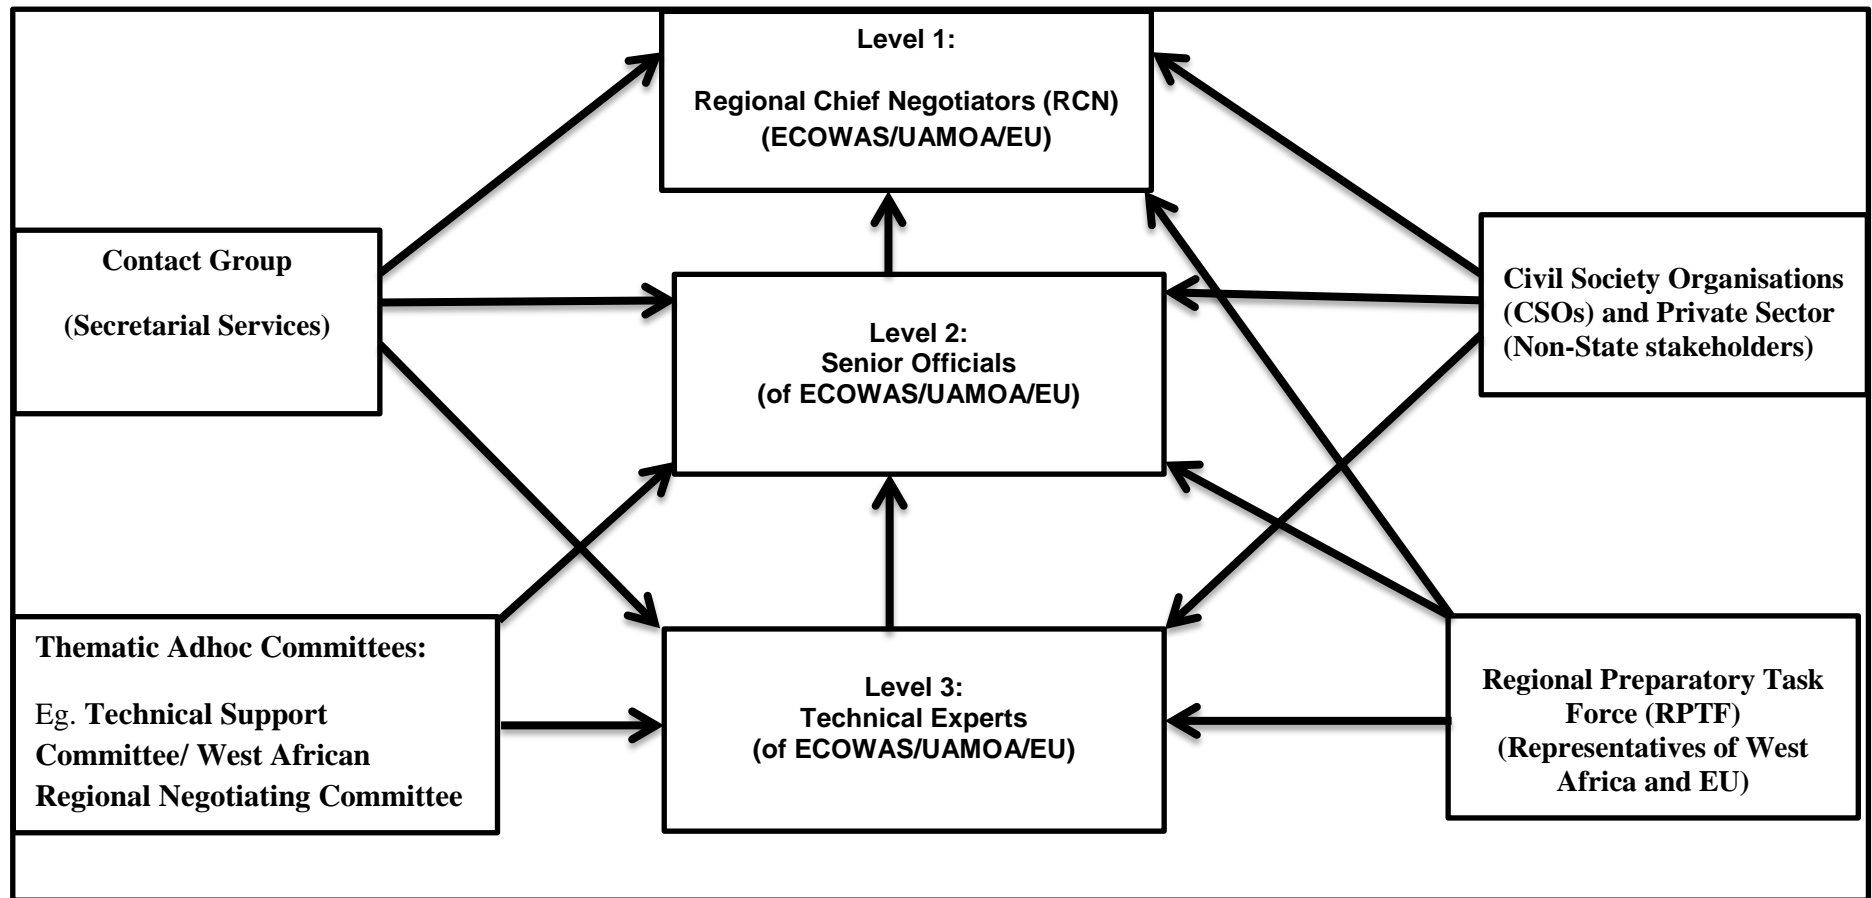 Level 1:
Regional Chief Negotiators (RCN)
(ECOWAS/UAMOA/EU)
Contact Group
(Secretarial Services)
Civil Society Organisations
(CSOs) and Private Sector
(Non-State stakeholders)
Level 2:
Senior Officials
(of ECOWAS/UAMOA/EU)
Thematic Adhoc Committees:
Eg. Technical Support
Committee/ West African
Regional Negotiating Committee
Level 3:
Technical Experts
(of ECOWAS/UAMOA/EU)
Regional Preparatory Task
Force (RPTF)
(Representatives of West
Africa and EU)